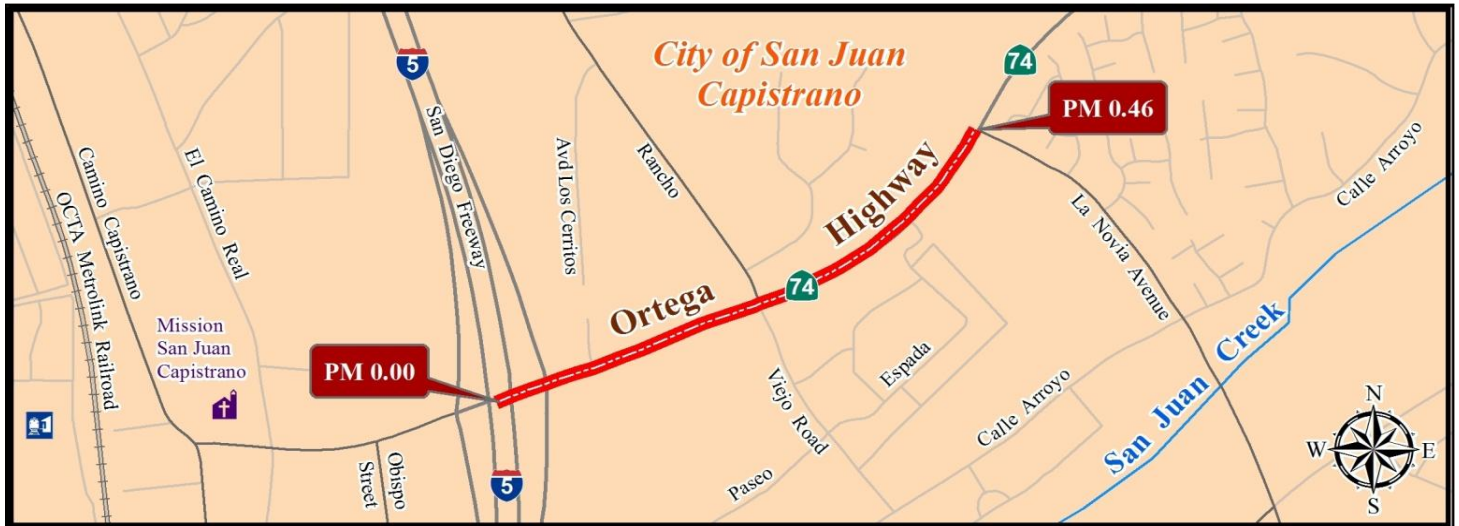 City of San Juan
Capistrano
74
PM 0.46
5
San Diego Freeway
Avd Los Cerritos
Rancho
Highway
Calle Arroyo
Camino Capistrano
OCTA Metrolink Railroad
El Camino Real
La Novia Avenue
74
Ortega
Mission
San Juan
Capistrano
PM 0.00
Espada
Viejo Road
Calle Arroyo
San Juan Creek
Paseo
Obispo
Street
5
N
W
E
S